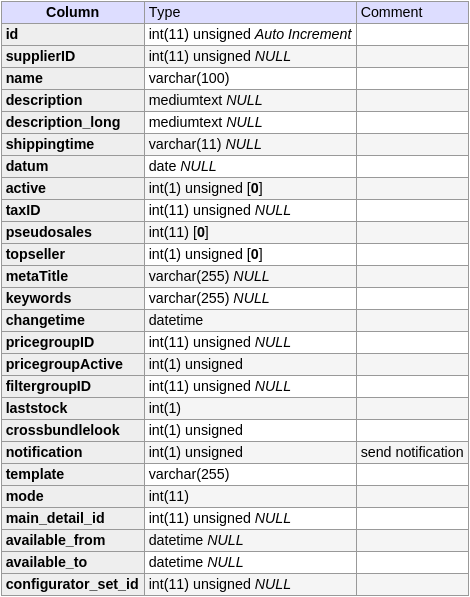 Column Type Comment
id int(11) unsigned Auto Increment
supplierID int(11) unsigned NULL
name varchar(100)
description mediumtext NULL
description_long mediumtext NULL
shippingtime varchar(11) NULL
datum date NULL
active int(1) unsigned [0]
taxID int(11) unsigned NULL
pseudosales int(11) [0]
topseller int(1) unsigned [0]
metaTitle varchar(255) NULL
keywords varchar(255) NULL
changetime datetime
pricegroupID int(11) unsigned NULL
pricegroupActive int(1) unsigned
filtergroupID int(11) unsigned NULL
laststock int(1)
crossbundlelook int(1) unsigned
notification int(1) unsigned send notification
template varchar(255)
mode int(11)
main_detail_id int(11) unsigned NULL
available_from datetime NULL
available_to datetime NULL
configurator_set_id int(11) unsigned NULL